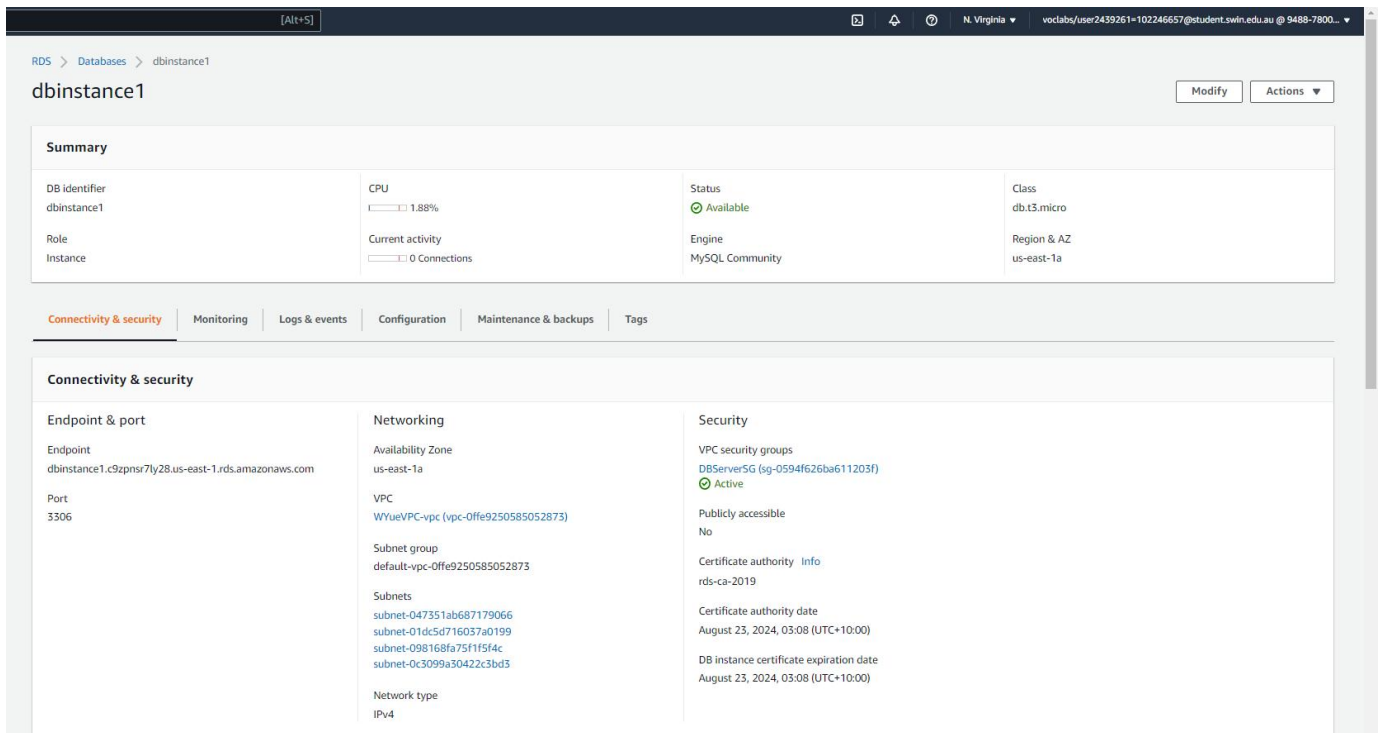 [Alt+S]
N. Virginia ▼
voclabs/user2439261=102246657@student.swin.edu.au @ 9488-7800... ▼
RDS > Databases > dbinstance1
dbinstance1
Modify
Actions ▼
Summary
DB identifier
dbinstance1
CPU
1.88%
Status
Available
Class
db.t3.micro
Role
Instance
Current activity
0 Connections
Engine
MySQL Community
Region & AZ
us-east-1a
Connectivity & security
Monitoring
Logs & events
Configuration
Maintenance & backups
Tags
Connectivity & security
Endpoint & port
Endpoint
dbinstance1.c9zpnsr7ly28.us-east-1.rds.amazonaws.com
Port
3306
Networking
Availability Zone
us-east-1a
VPC
WYueVPC-vpc (vpc-0ffe9250585052873)
Subnet group
default-vpc-0ffe9250585052873
Subnets
subnet-047351ab687179066
subnet-01dc5d716037a0199
subnet-098168fa75f1f5f4c
subnet-0c3099a30422c3bd3
Network type
IPv4
Security
VPC security groups
DBServerSG (sg-0594f626ba611203f)
Active
Publicly accessible
No
Certificate authority Info
rds-ca-2019
Certificate authority date
August 23, 2024, 03:08 (UTC+10:00)
DB instance certificate expiration date
August 23, 2024, 03:08 (UTC+10:00)